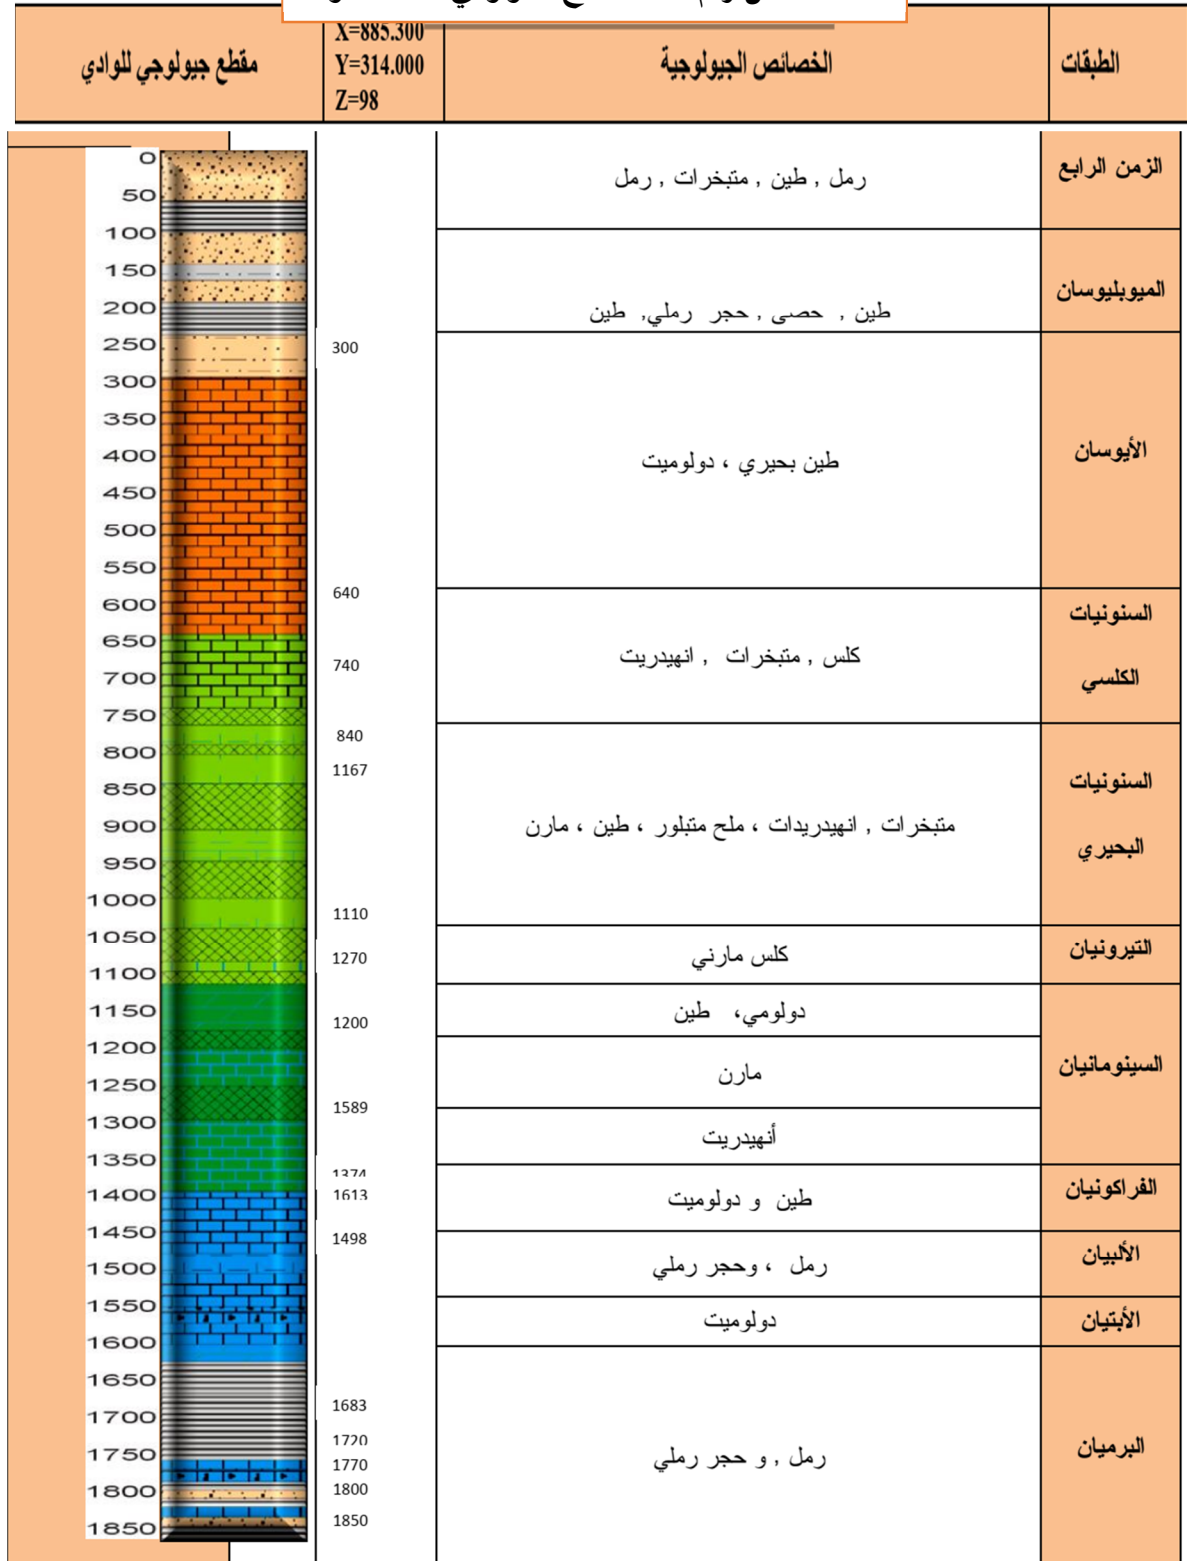 الطبقات
الخصائص الجيولوجية
X=885.300
Y=314.000
Z=98
مقطع جيولوجي للوادي
الزمن الرابع
رمل , طين , متبخرات , رمل
الميوبليوسان
طين , حصى , حجر رملي, طين
الأيوسان
طين بحيري ، دولوميت
السنونيات
الكلسي
كلس , متبخرات , انهيدريت
السنونيات
البحيري
متبخرات , انهيدريدات ، ملح متبلور ، طين ، مارن
التيرونيان
كلس مارني
السينومانيان
دولومي، طين
مارن
أنهيدريت
الفراكونيان
طين و دولوميت
الألبيان
رمل ، وحجر رملي
الأبتيان
دولوميت
البرميان
رمل , و حجر رملي
300
640
740
840
1167
1110
1270
1200
1589
1374
1613
1498
1683
1720
1770
1800
1850
0
50
100
150
200
250
300
350
400
450
500
550
600
650
700
750
800
850
900
950
1000
1050
1100
1150
1200
1250
1300
1350
1400
1450
1500
1550
1600
1650
1700
1750
1800
1850